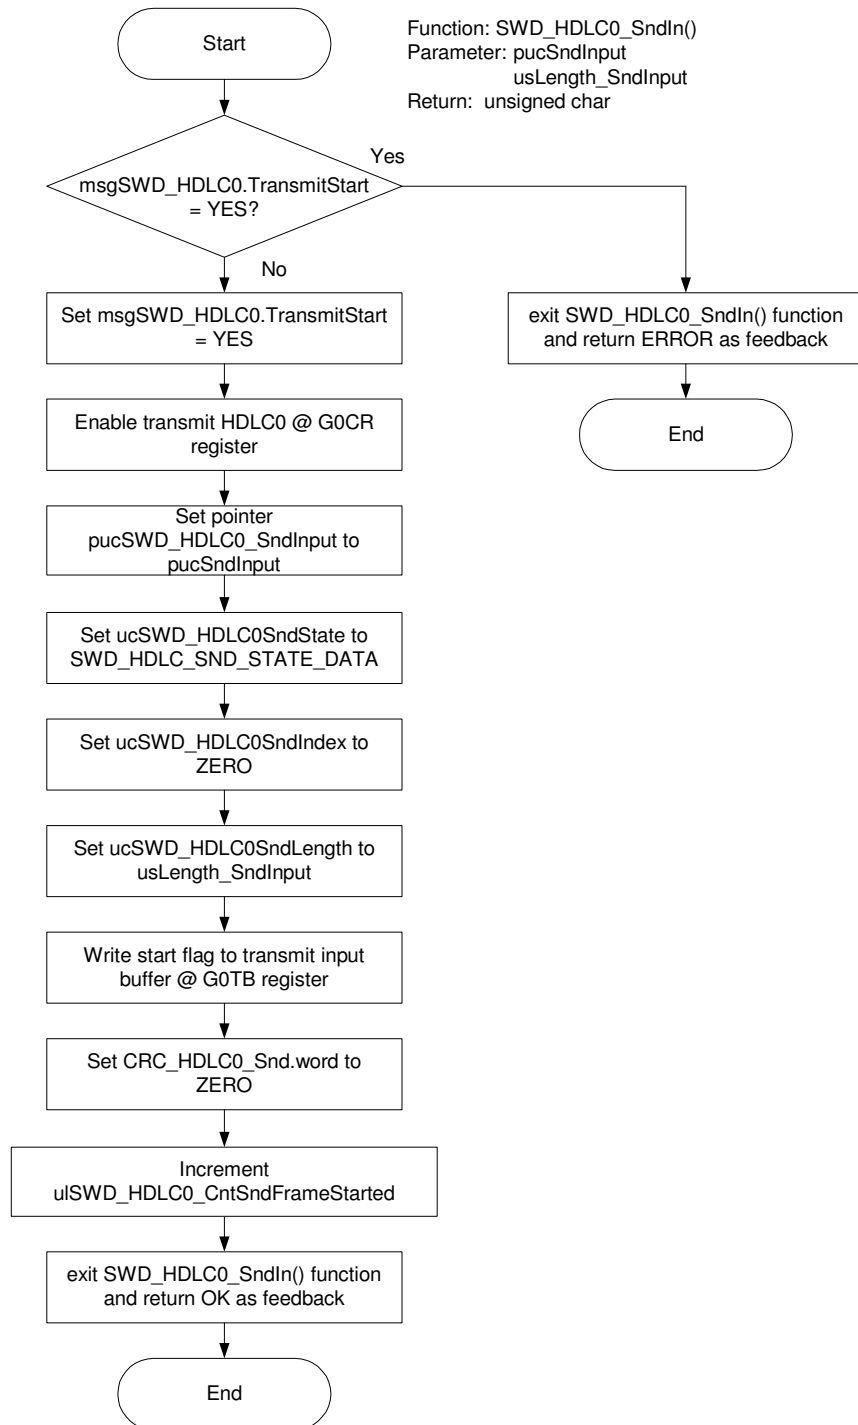 Start
Function: SWD_HDLC0_SndIn()
Parameter: pucSndInput
usLength_SndInput
Return: unsigned char
Yes
msgSWD_HDLC0.TransmitStart
= YES?
No
Set msgSWD_HDLC0.TransmitStart
= YES
exit SWD_HDLC0_SndIn() function
and return ERROR as feedback
Enable transmit HDLC0 @ G0CR
register
End
Set pointer
pucSWD_HDLC0_SndInput to
pucSndInput
Set ucSWD_HDLC0SndState to
SWD_HDLC_SND_STATE_DATA
Set ucSWD_HDLC0SndIndex to
ZERO
Set ucSWD_HDLC0SndLength to
usLength_SndInput
Write start flag to transmit input
buffer @ G0TB register
Set CRC_HDLC0_Snd.word to
ZERO
Increment
ulSWD_HDLC0_CntSndFrameStarted
exit SWD_HDLC0_SndIn() function
and return OK as feedback
End